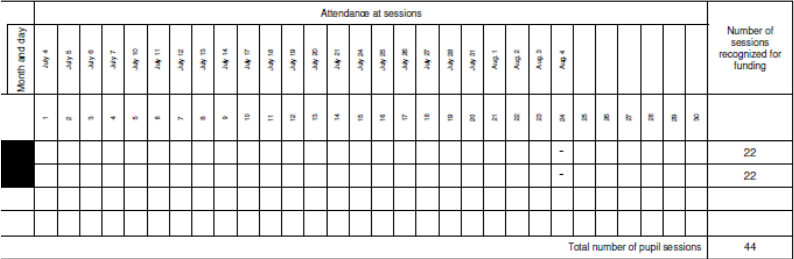 Attendance at sessions
Month and day
July 4 July 5 July 6 July 7 July 10 July 11 July 12 July 13 July 14 July 17 July 18 July 19 July 20 July 21 July 24 July 25 July 26 July 27 July 28 July 31 Aug. 1 Aug. 2 Aug. 3 Aug. 4
Number of
sessions
recognized for
funding
1 2 3 4 5 6 7 8 9 10 11 12 13 14 15 16 17 18 19 20 21 22 23 24 25 26 27 28 29 30
- 22
- 22
Total number of pupil sessions 44